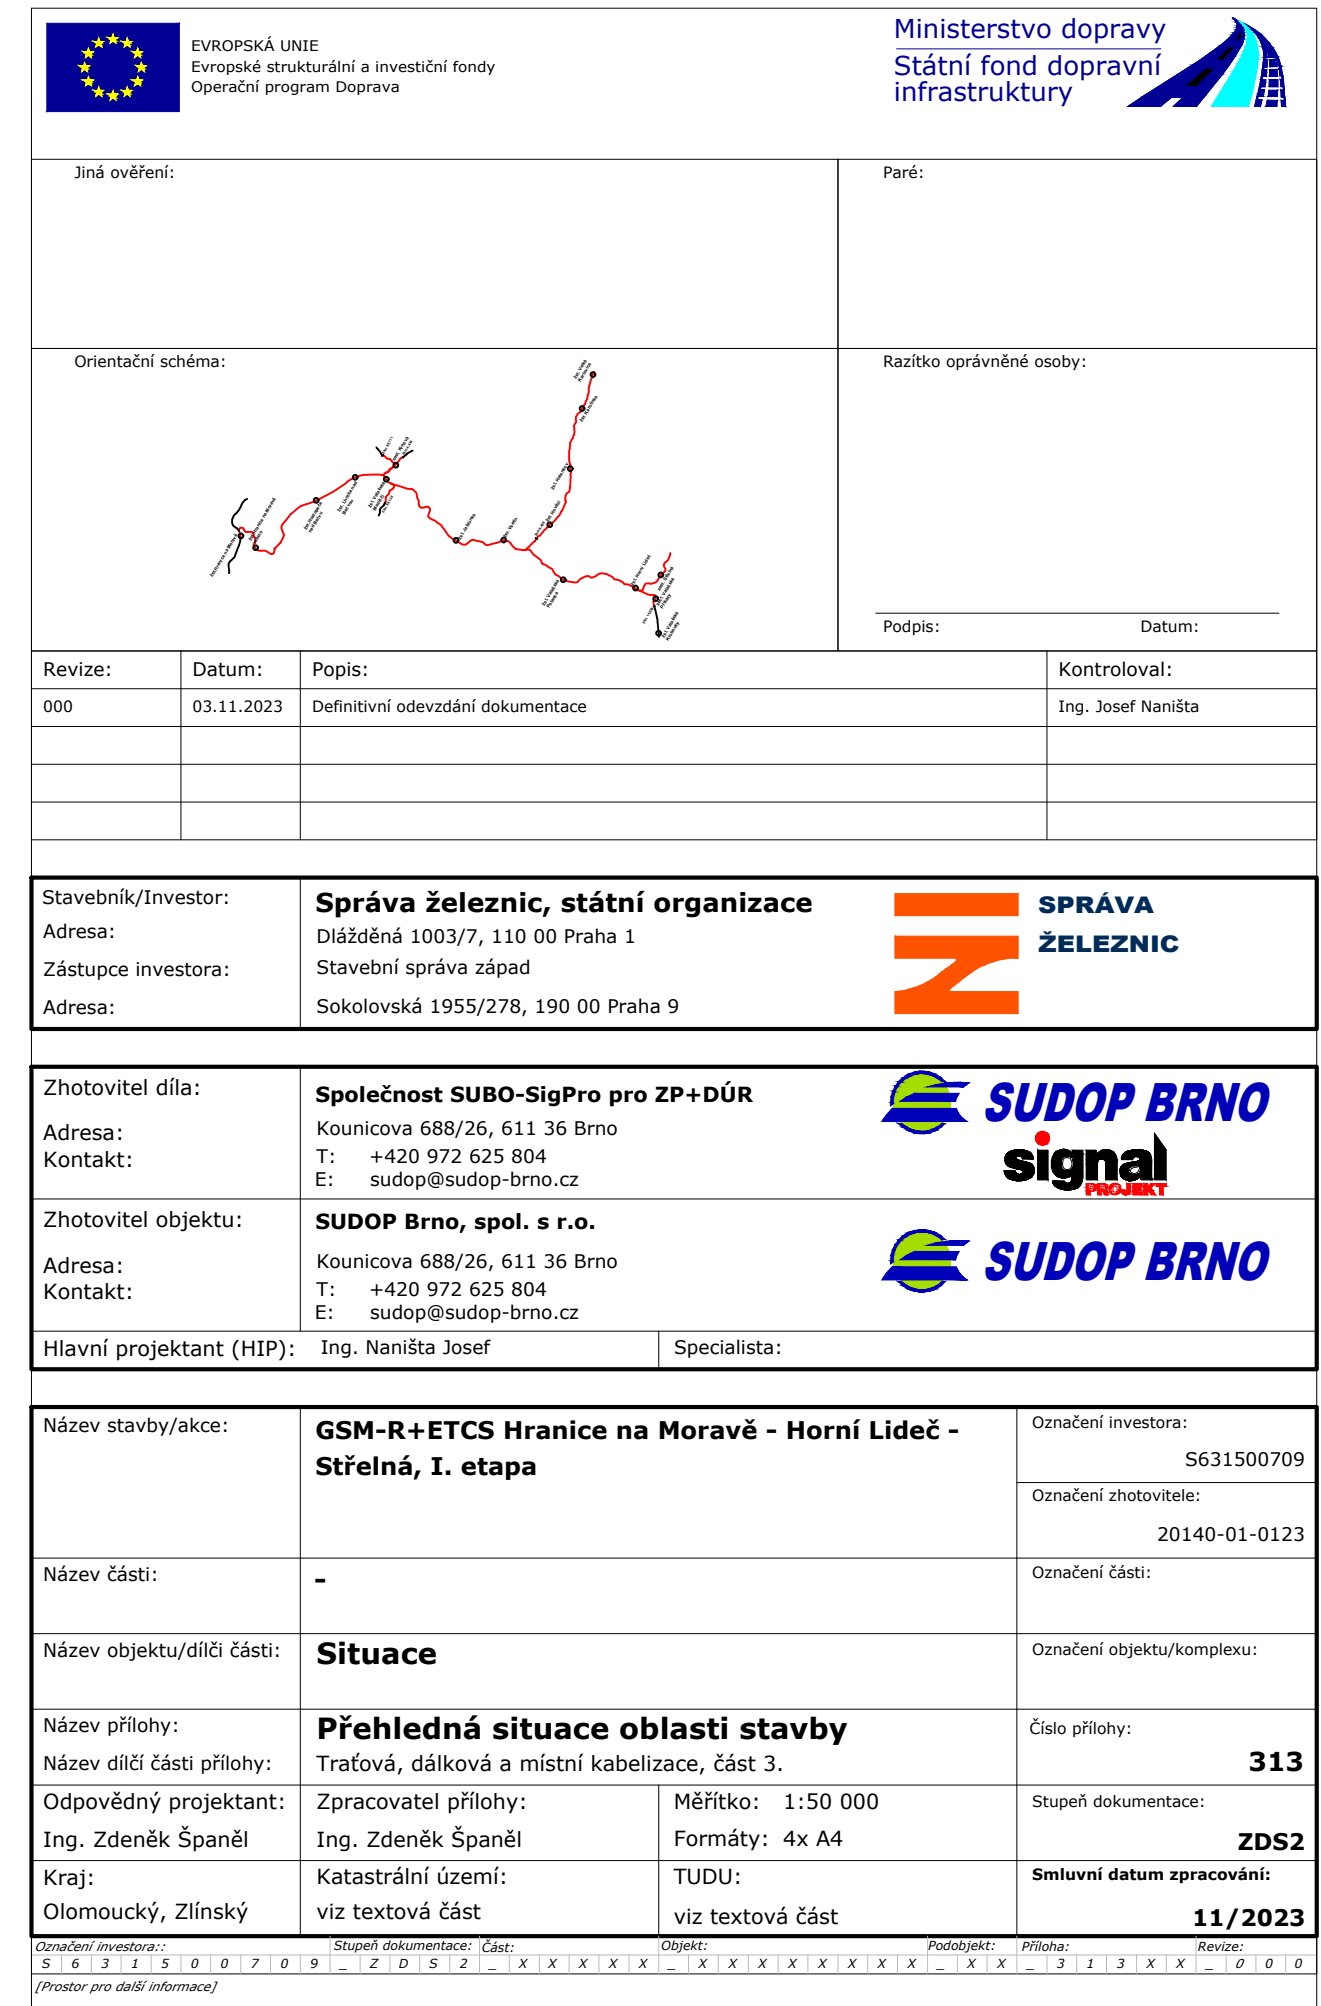 EVROPSKÁ UNIE
Evropské strukturální a investiční fondy
Operační program Doprava
Ministerstvo dopravy
Státní fond dopravní
infrastruktury
Jiná ověření:
Paré:
Orientační schéma:
Razítko oprávněné osoby:
Podpis: Datum:
Revize: Datum: Popis: Kontroloval:
000 03.11.2023 Definitivní odevzdání dokumentace Ing. Josef Naništa
Stavebník/Investor: Správa železnic, státní organizace
Adresa: Dlážděná 1003/7, 110 00 Praha 1
Zástupce investora: Stavební správa západ
Adresa: Sokolovská 1955/278, 190 00 Praha 9
SPRÁVA
ŽELEZNIC
Zhotovitel díla: Společnost SUBO-SigPro pro ZP+DÚR
Adresa: Kounicova 688/26, 611 36 Brno
Kontakt: T: +420 972 625 804
E: sudop@sudop-brno.cz
SUDOP BRNO
signal
PROJEKT
Zhotovitel objektu: SUDOP Brno, spol. s r.o.
Adresa: Kounicova 688/26, 611 36 Brno
Kontakt: T: +420 972 625 804
E: sudop@sudop-brno.cz
SUDOP BRNO
Hlavní projektant (HIP): Ing. Naništa Josef Specialista:
Název stavby/akce: GSM-R+ETCS Hranice na Moravě - Horní Lideč -
Střelná, I. etapa
Označení investora:
S631500709
Označení zhotovitele:
20140-01-0123
Název části: - Označení části:
Název objektu/dílči části: Situace Označení objektu/komplexu:
Název přílohy: Přehledná situace oblasti stavby Číslo přílohy:
Název dílčí části přílohy: Traťová, dálková a místní kabelizace, část 3. 313
Odpovědný projektant: Zpracovatel přílohy: Měřítko: 1:50 000 Stupeň dokumentace:
Ing. Zdeněk Španěl Ing. Zdeněk Španěl Formáty: 4x A4 ZDS2
Kraj: Katastrální území: TUDU: Smluvní datum zpracování:
Olomoucký, Zlínský viz textová část viz textová část 11/2023
Označení investora:: Stupeň dokumentace: Část: Objekt: Podobjekt: Příloha: Revize:
S 6 3 1 5 0 0 7 0 9 _ Z D S 2 _ X X X X X _ X X X X X X X X _ X X _ 3 1 3 X X _ 0 0 0
[Prostor pro další informace]